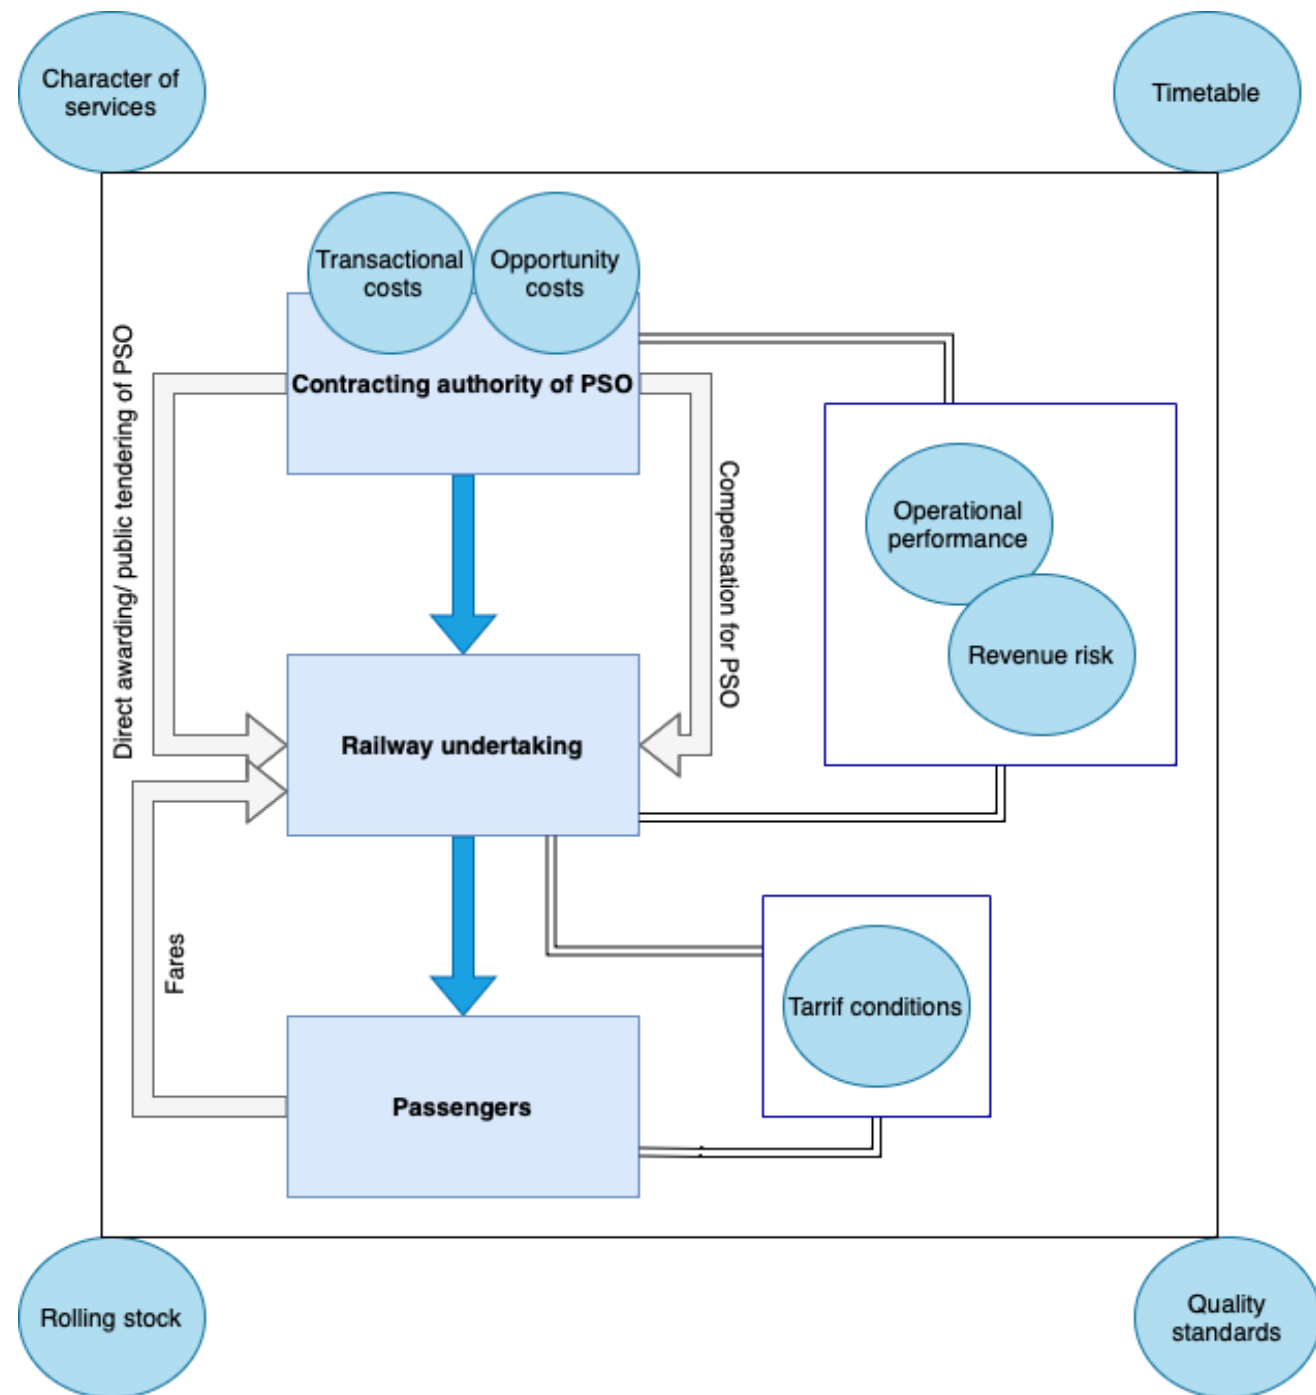 Character of
services
Timetable
Transactional
costs
Opportunity
costs
Contracting authority of PSO
Direct awarding/ public tendering of PSO
Compensation for PSO
Operational
performance
Revenue risk
Railway undertaking
Fares
Tarrif conditions
Passengers
Rolling stock
Quality
standards